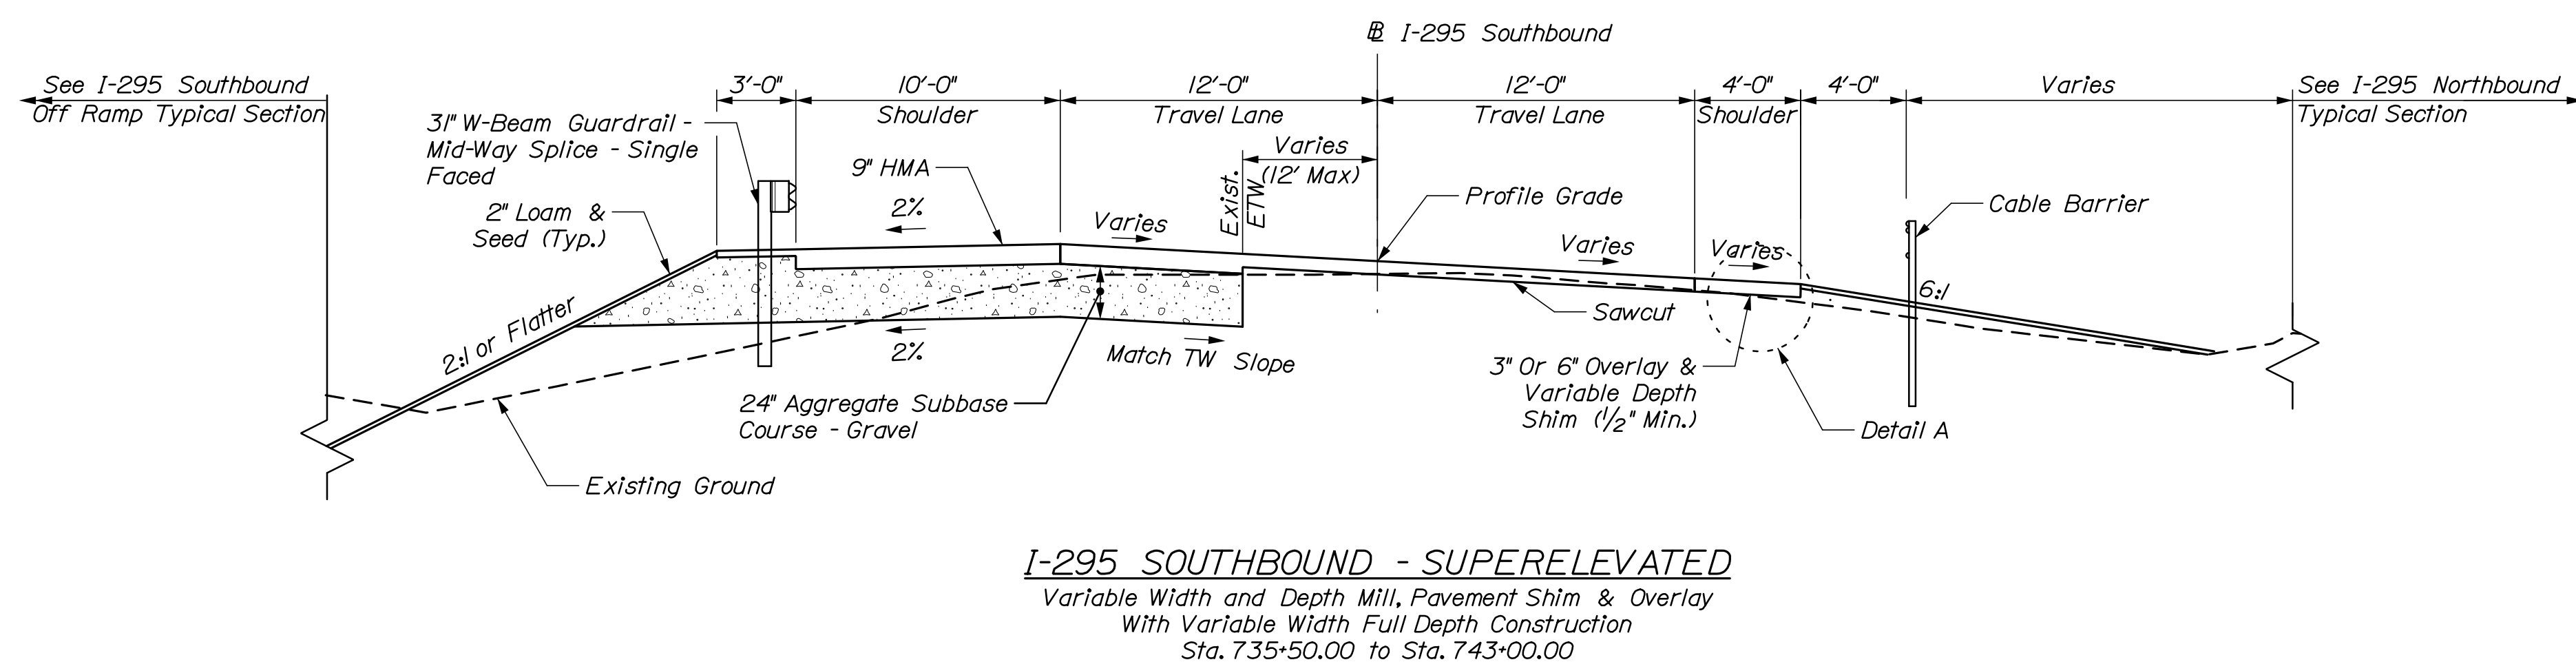 I-295 Southbound
See I-295 Southbound
Off Ramp Typical Section
3'-0"
10'-0"
Shoulder
12'-0"
Travel Lane
12'-0"
Travel Lane
4'-0"
Shoulder
4'-0"
Varies
See I-295 Northbound
Typical Section
31" W-Beam Guardrail -
Mid-Way Splice - Single
Faced
9" HMA
2%
2" Loam &
Seed (Typ.)
Varies
Exist.
ETW
Varies
(12' Max)
Profile Grade
Varies
Varies
Cable Barrier
6:1
2:1 or Flatter
2%
Match TW Slope
Sawcut
24" Aggregate Subbase
Course - Gravel
3" Or 6" Overlay &
Variable Depth
Shim (1/2" Min.)
Detail A
Existing Ground
I-295 SOUTHBOUND - SUPERELEVATED
Variable Width and Depth Mill, Pavement Shim & Overlay
With Variable Width Full Depth Construction
Sta. 735+50.00 to Sta. 743+00.00